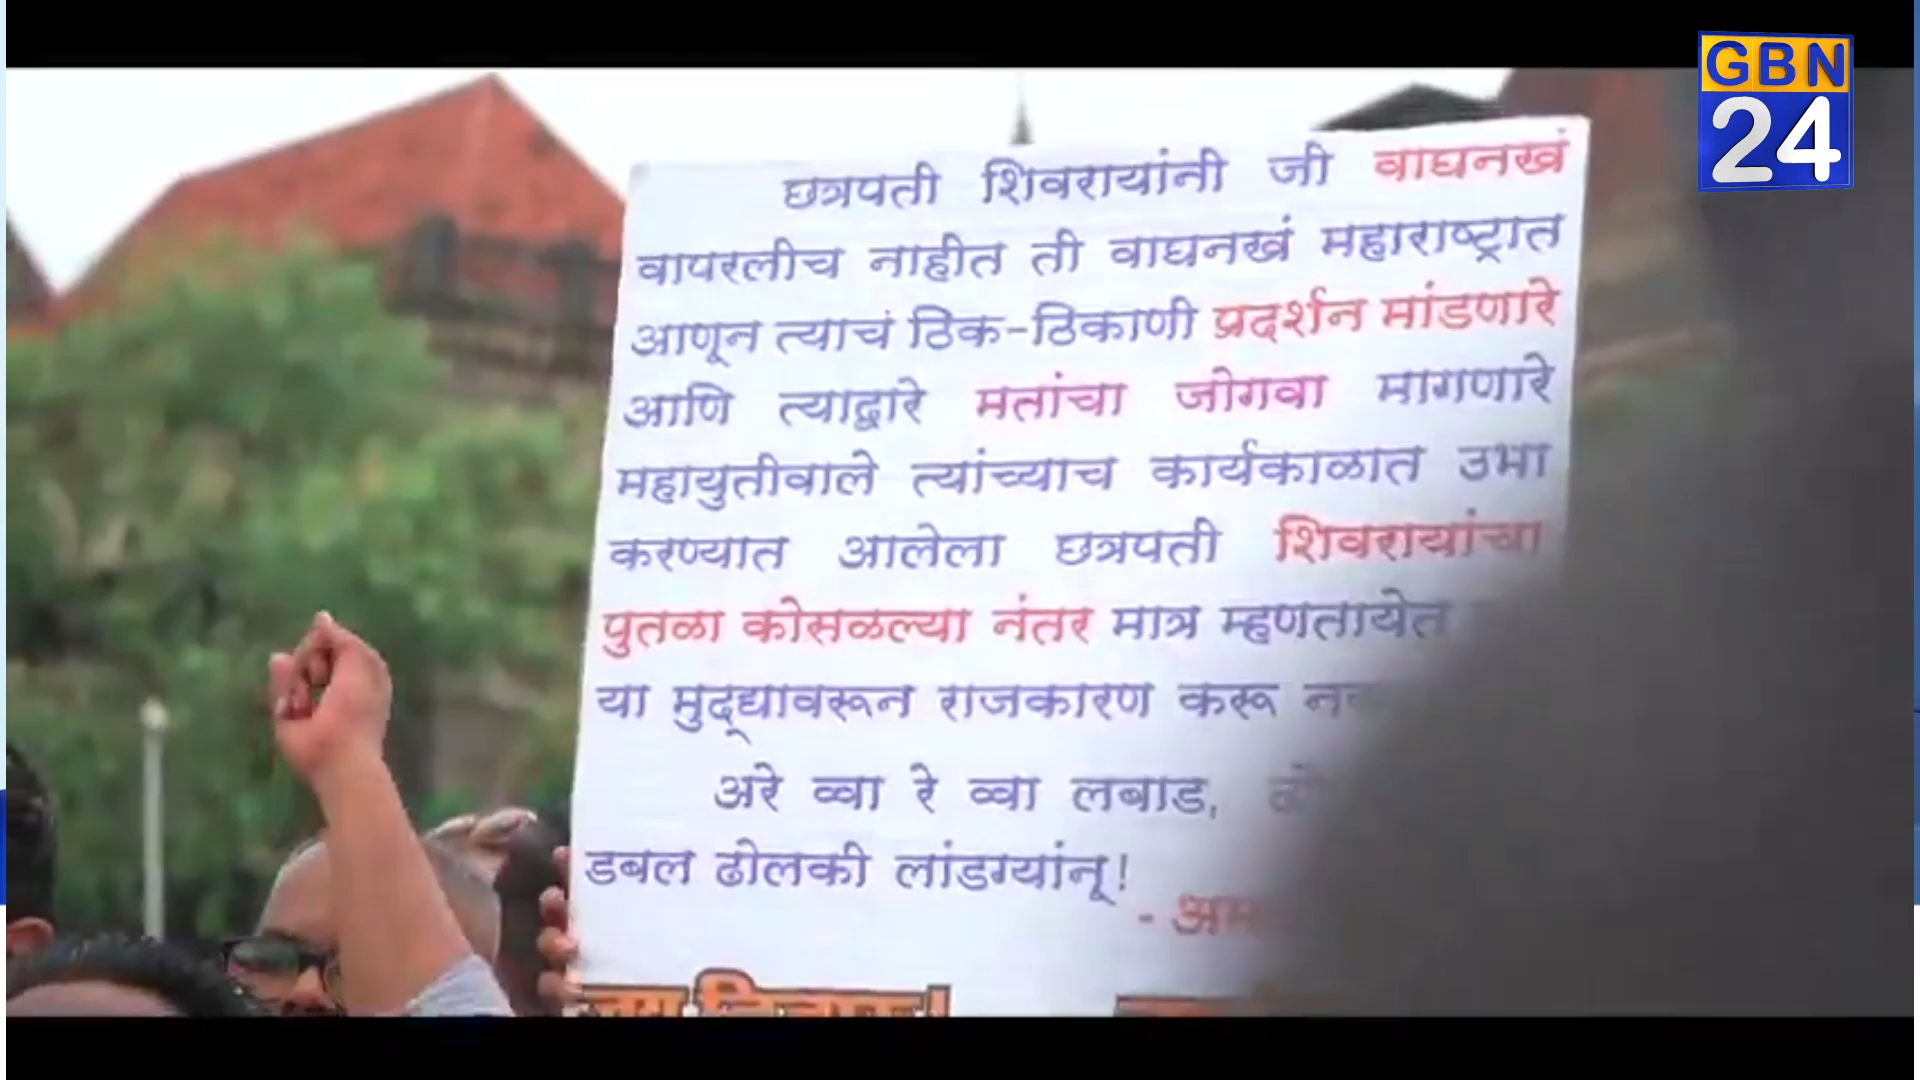 GBN
24
छत्रपती शिवरायांनी जी वाघनखं
वापरलीच नाहीत ती वाघनखं महाराष्ट्रात
आणून त्याचं ठिक-ठिकाणी प्रदर्शन मांडणारे
आणि त्याद्वारे मतांचा जोगवा मागणारे
महायुतीवाले त्यांच्याच कार्यकाळात उभा
करण्यात आलेला छत्रपती शिवरायांचा
पुतळा कोसळल्या नंतर मात्र म्हणतायेत
या मुद्द्यावरून राजकारण करू
अरे व्वा रे व्वा लबाड,
डबल ढोलकी लांडग्यांनू!